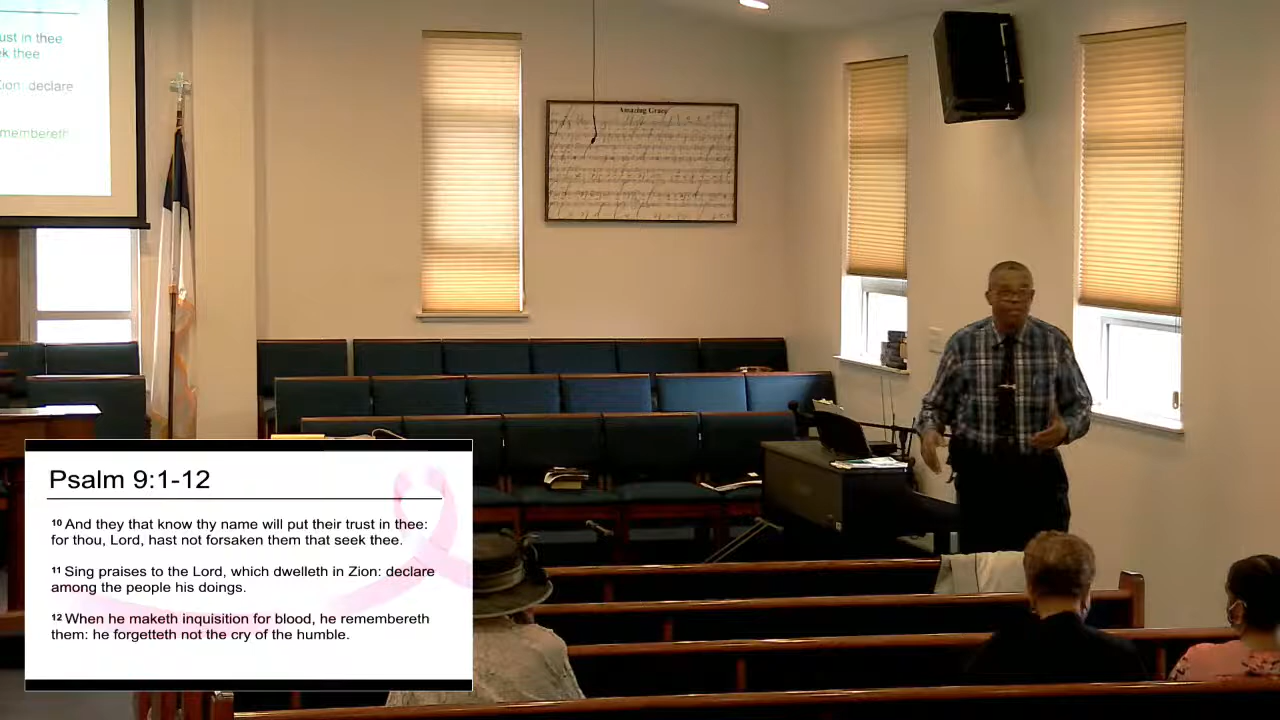 ust in thee
ek thee
Zion: declare
membereth
Amazing Grace
Psalm 9:1-12
10 And they that know thy name will put their trust in thee:
for thou, Lord, hast not forsaken them that seek thee.
11 Sing praises to the Lord, which dwelleth in Zion: declare
among the people his doings.
12 When he maketh inquisition for blood, he remembereth
them: he forgetteth not the cry of the humble.